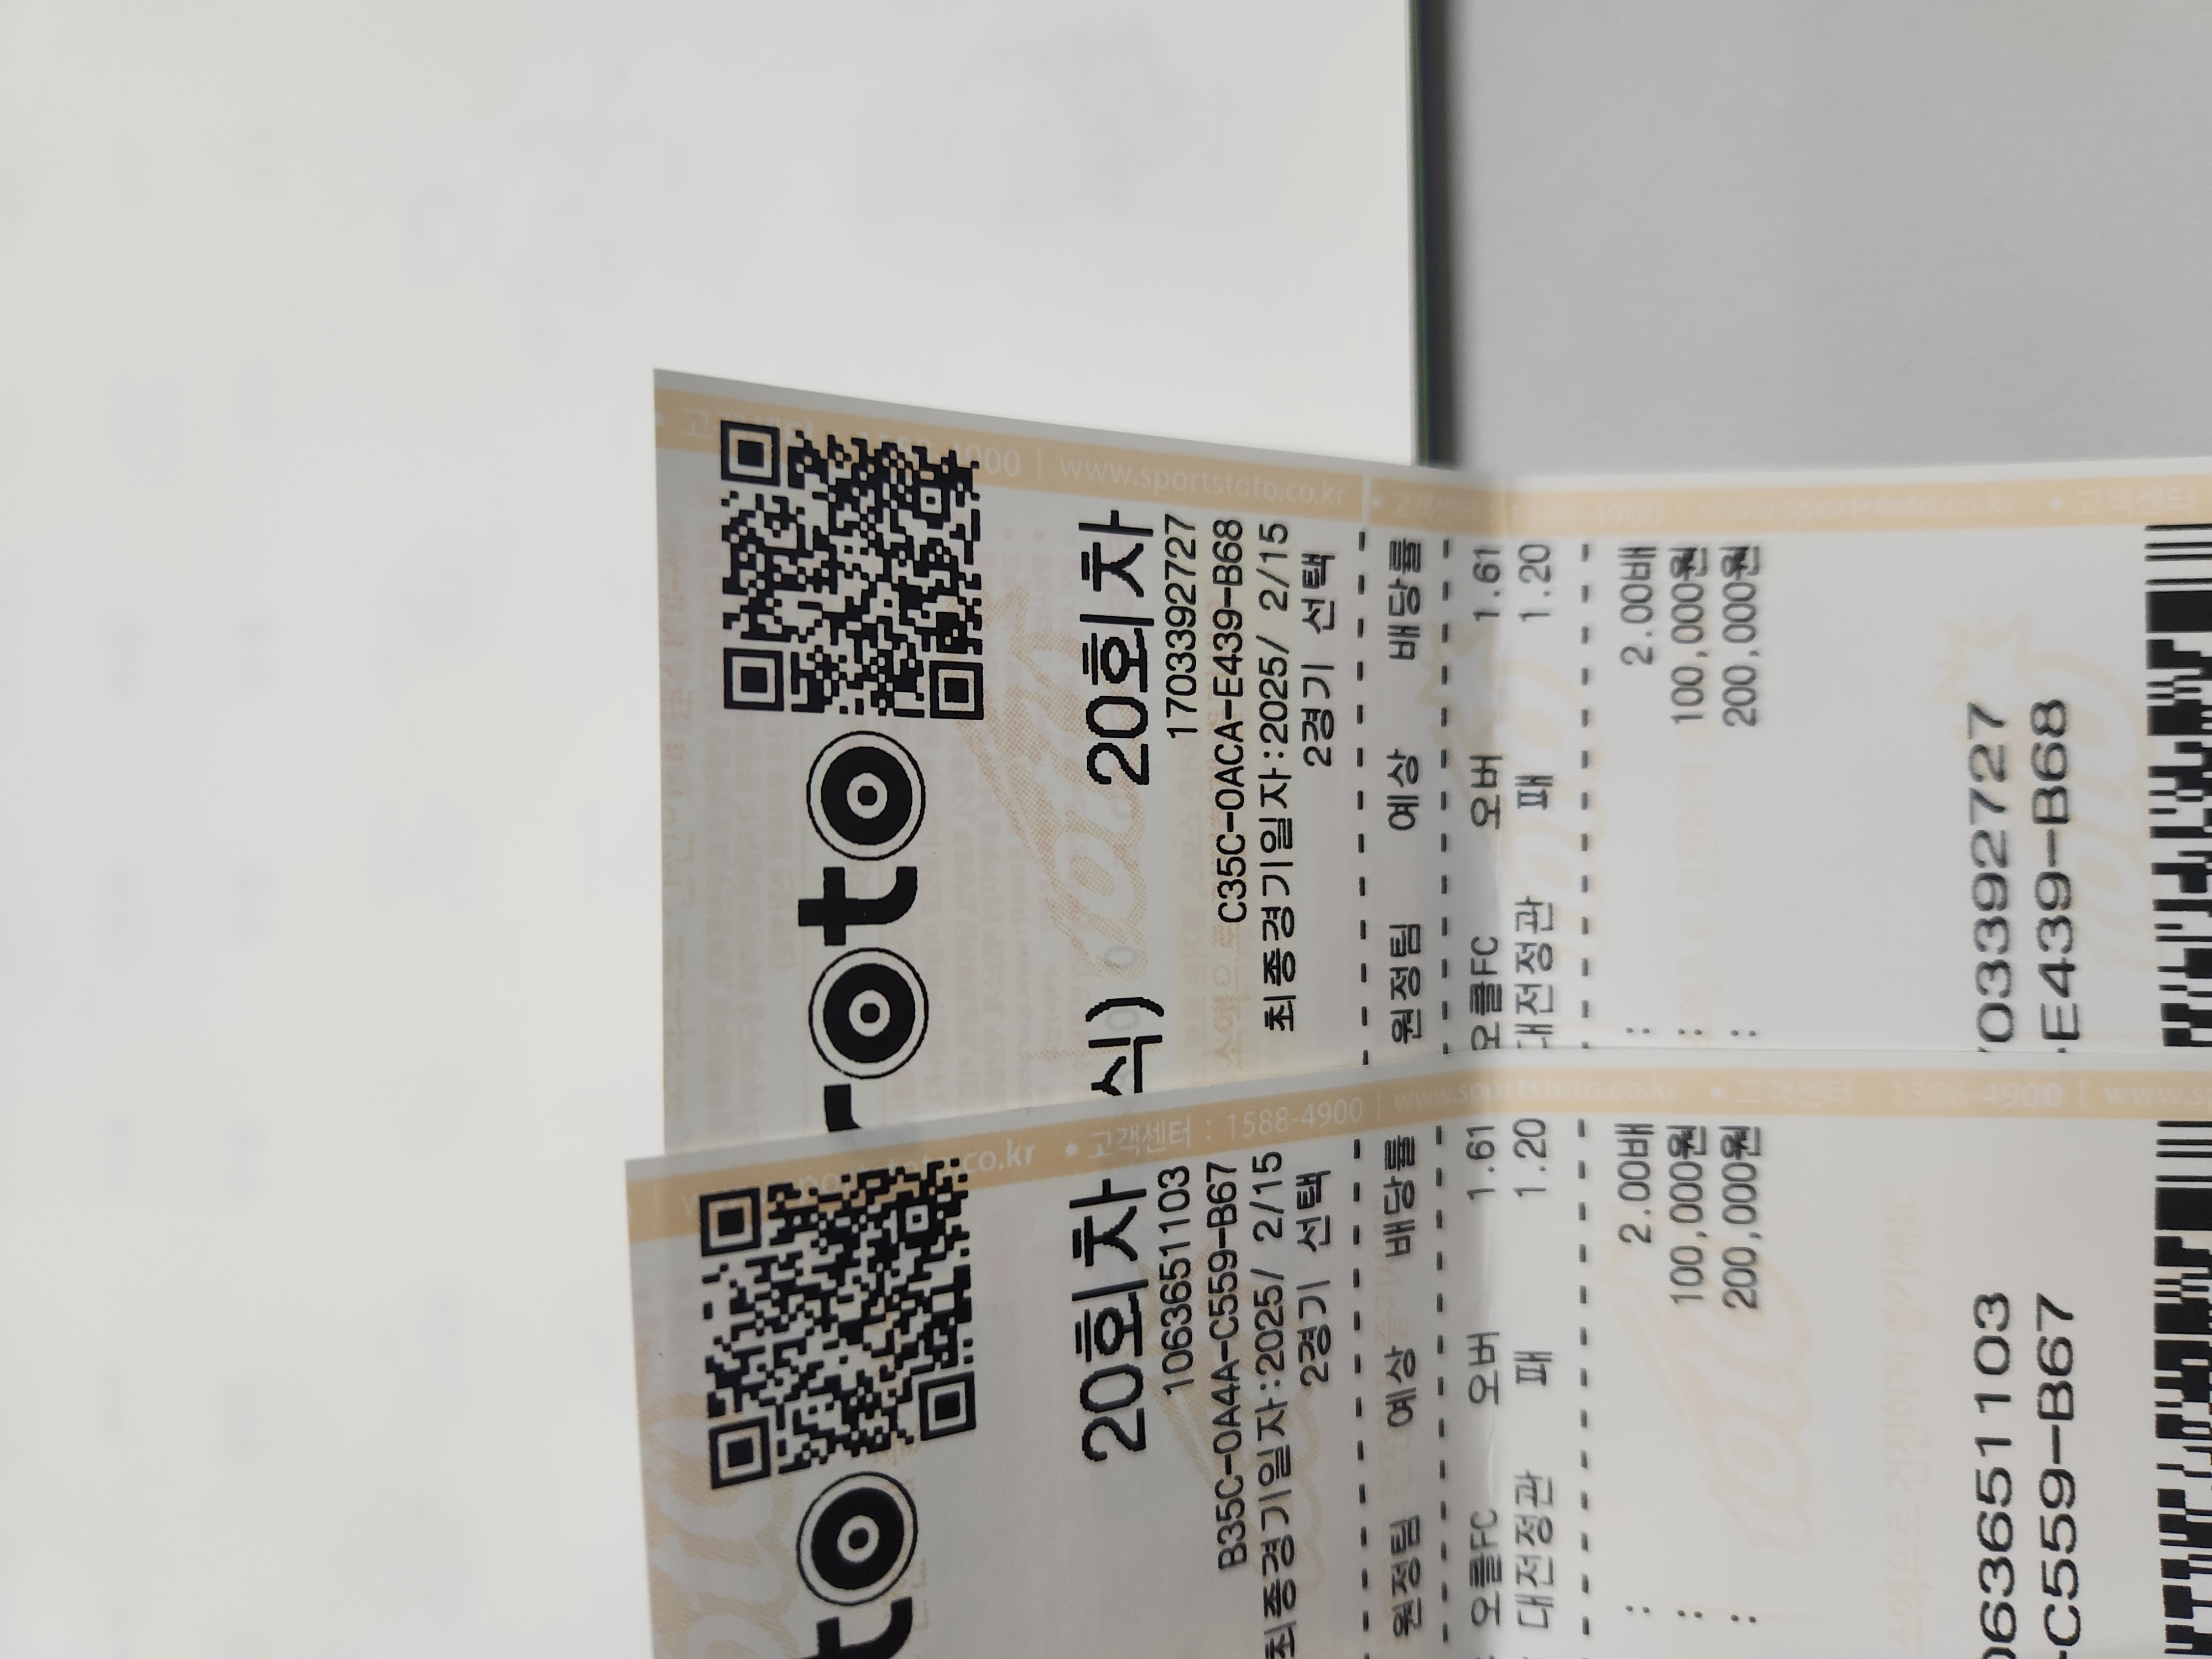 roto
식) 20회차
1703392727
C35C-0ACA-E439-B68
최종경기일자:2025/ 2/15
2경기 선택
원정팀 예상 배당률
오클FC 오버 1.61
대전정관 패 1.20
: 2.00배
: 100,000원
: 200,000원
03392727
E439-B68
www.sportstoto.co.kr
고객센터
to
20회차
1063651103
B35C-0A4A-C559-B67
최종경기일자:2025/ 2/15
2경기 선택
원정팀 예상 배당률
오클FC 오버 1.61
대전정관 패 1.20
: 2.00배
: 100,000원
: 200,000원
063651103
C559-B67
• 고객센터 : 1588-4900 | www.sportstoto.co.kr • 고객센터 : 1588-4900 |